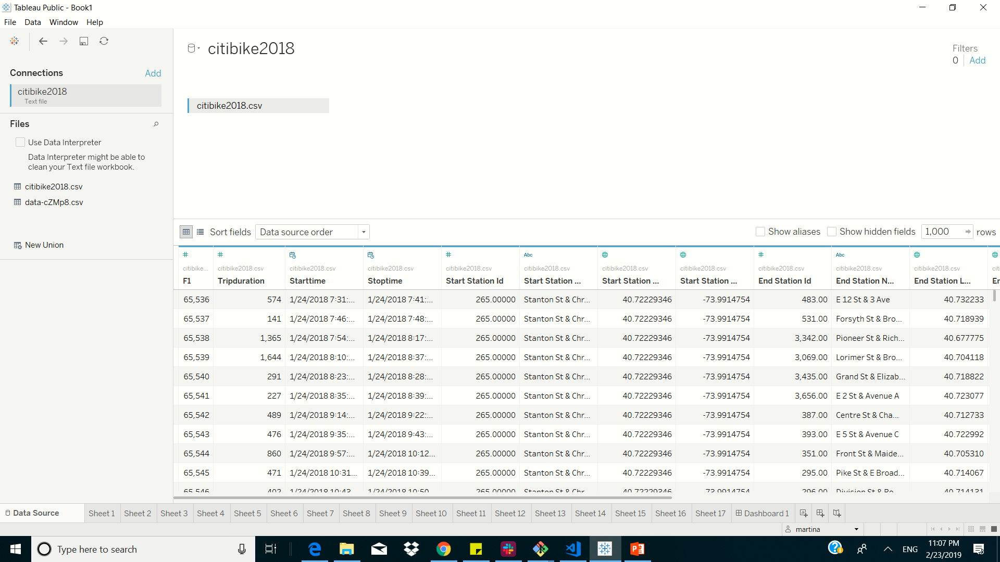 Tableau Public - Book1
File Data Window Help
citibike2018
Filters
0 Add
Connections Add
citibike2018
Text file
citibike2018.csv
Files
Use Data Interpreter
Data Interpreter might be able to
clean your Text file workbook.
citibike2018.csv
data-cZMp8.csv
New Union
Sort fields Data source order Show aliases Show hidden fields 1,000 rows
# # # Abc # Abc
citibike... citibike2018.csv citibike2018.csv citibike2018.csv citibike2018.csv citibike2018.csv citibike2018.csv citibike2018.csv citibike2018.csv citibike2018.csv citibike2018.csv citi
F1 Tripduration Starttime Stoptime Start Station Id Start Station ... Start Station ... Start Station ... End Station Id End Station N... End Station L... Er
65,536 574 1/24/2018 7:31:... 1/24/2018 7:41:... 265.00000 Stanton St & Chr... 40.72229346 -73.9914754 483.00 E 12 St & 3 Ave 40.732233
65,537 141 1/24/2018 7:46:... 1/24/2018 7:48:... 265.00000 Stanton St & Chr... 40.72229346 -73.9914754 531.00 Forsyth St & Bro... 40.718939
65,538 1,365 1/24/2018 7:54:... 1/24/2018 8:17:... 265.00000 Stanton St & Chr... 40.72229346 -73.9914754 3,342.00 Pioneer St & Rich... 40.677775
65,539 1,644 1/24/2018 8:10:... 1/24/2018 8:37:... 265.00000 Stanton St & Chr... 40.72229346 -73.9914754 3,069.00 Lorimer St & Bro... 40.704118
65,540 291 1/24/2018 8:23:... 1/24/2018 8:28:... 265.00000 Stanton St & Chr... 40.72229346 -73.9914754 3,435.00 Grand St & Elizab... 40.718822
65,541 227 1/24/2018 8:35:... 1/24/2018 8:39:... 265.00000 Stanton St & Chr... 40.72229346 -73.9914754 3,656.00 E 2 St & Avenue A 40.723077
65,542 489 1/24/2018 9:14:... 1/24/2018 9:22:... 265.00000 Stanton St & Chr... 40.72229346 -73.9914754 387.00 Centre St & Cha... 40.712733
65,543 476 1/24/2018 9:35:... 1/24/2018 9:43:... 265.00000 Stanton St & Chr... 40.72229346 -73.9914754 393.00 E 5 St & Avenue C 40.722992
65,544 860 1/24/2018 9:57:... 1/24/2018 10:12... 265.00000 Stanton St & Chr... 40.72229346 -73.9914754 351.00 Front St & Maide... 40.705310
65,545 471 1/24/2018 10:31... 1/24/2018 10:39... 265.00000 Stanton St & Chr... 40.72229346 -73.9914754 295.00 Pike St & E Broad... 40.714067
65,546 402 1/24/2018 10:43 1/24/2018 10:50 265.00000 Stanton St & Chr... 40.72229346 -73.9914754 296.00 Division St & Bo 40.714131
Data Source Sheet 1 Sheet 2 Sheet 3 Sheet 4 Sheet 5 Sheet 6 Sheet 7 Sheet 8 Sheet 9 Sheet 10 Sheet 11 Sheet 12 Sheet 13 Sheet 14 Sheet 15 Sheet 16 Sheet 17 Dashboard 1
martina
Type here to search ENG 11:07 PM
2/23/2019